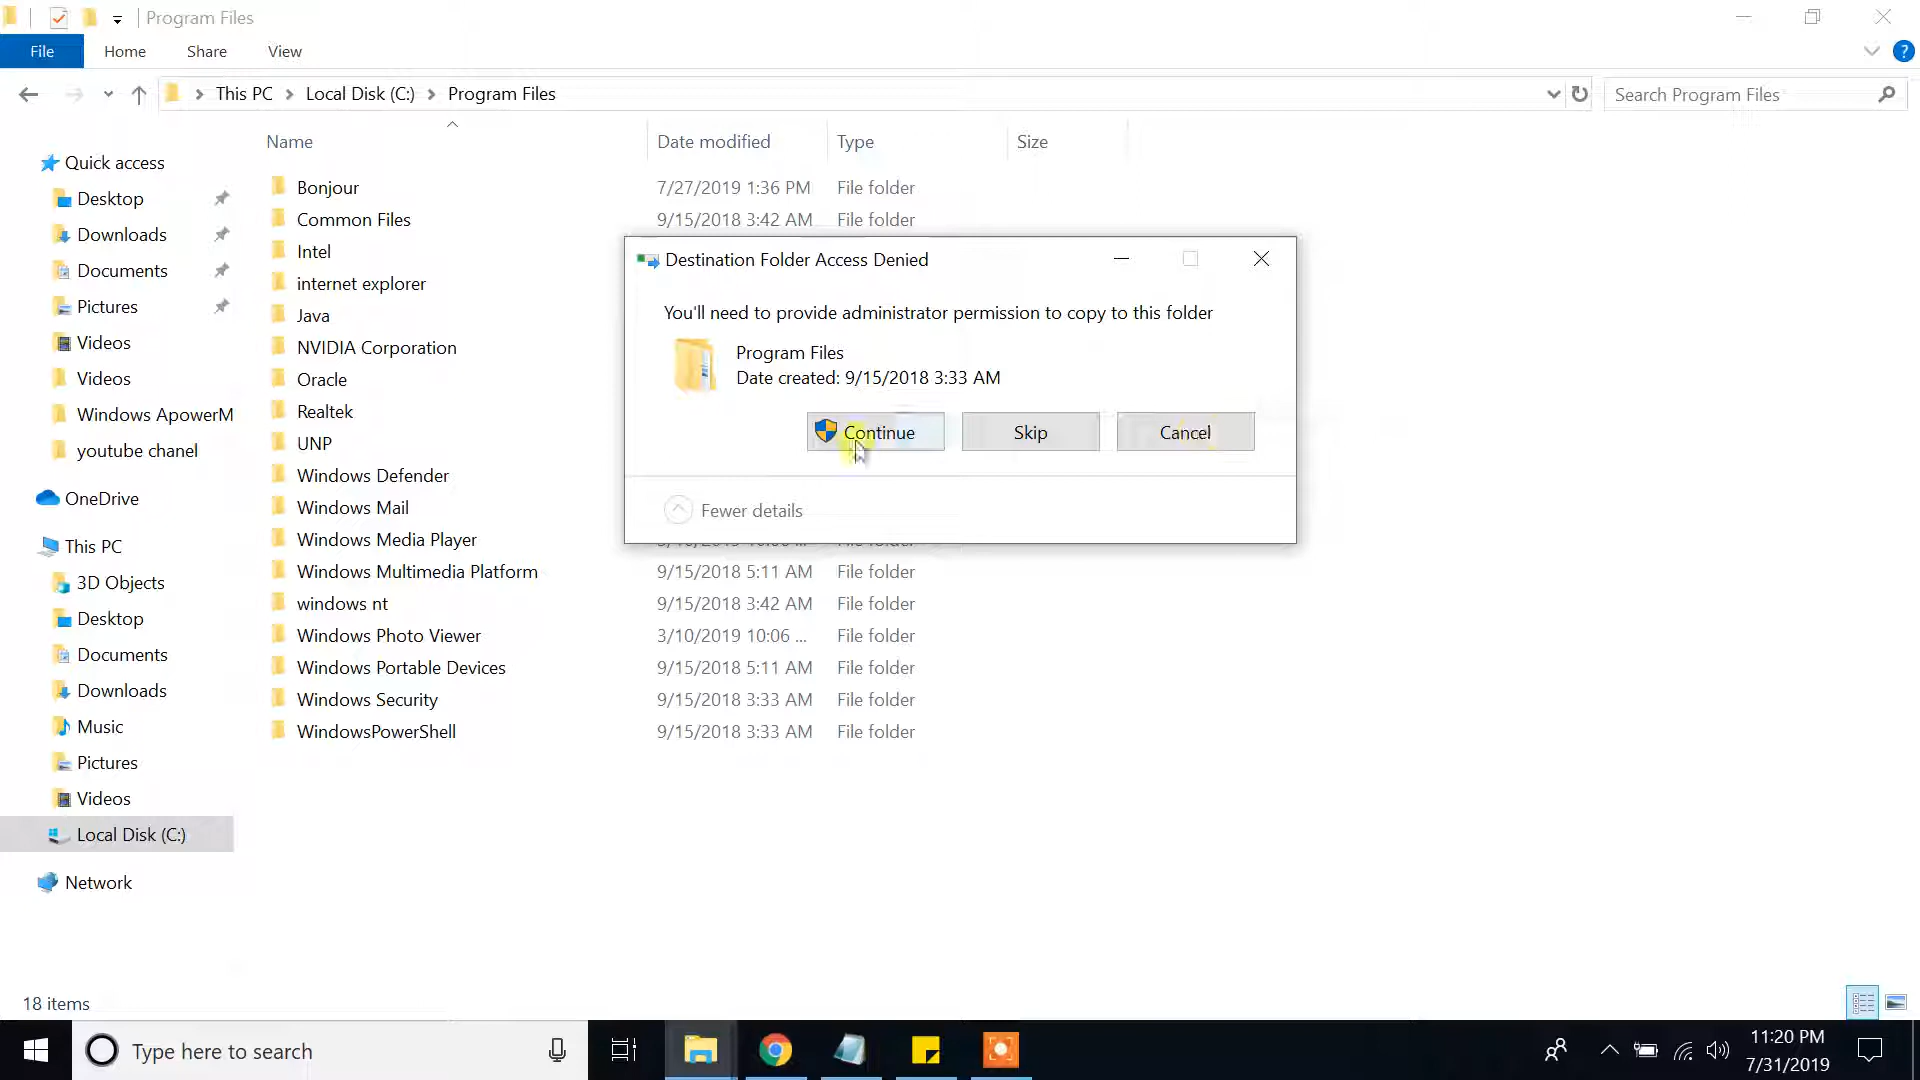 Program Files
File
Home
Share
View
?
This PC
Local Disk (C:)
Program Files
Search Program Files
Name
Date modified
Type
Size
Quick access
Desktop
Downloads
Documents
Pictures
Videos
Videos
Windows ApowerM
youtube chanel
OneDrive
This PC
3D Objects
Desktop
Documents
Downloads
Music
Pictures
Videos
Local Disk (C:)
Network
Bonjour 7/27/2019 1:36 PM File folder
Common Files 9/15/2018 3:42 AM File folder
Intel
internet explorer
Java
NVIDIA Corporation
Oracle
Realtek
UNP
Windows Defender
Windows Mail
Windows Media Player
Windows Multimedia Platform 9/15/2018 5:11 AM File folder
windows nt 9/15/2018 3:42 AM File folder
Windows Photo Viewer 3/10/2019 10:06 ... File folder
Windows Portable Devices 9/15/2018 5:11 AM File folder
Windows Security 9/15/2018 3:33 AM File folder
WindowsPowerShell 9/15/2018 3:33 AM File folder
Destination Folder Access Denied
You'll need to provide administrator permission to copy to this folder
Program Files
Date created: 9/15/2018 3:33 AM
Continue
Skip
Cancel
Fewer details
18 items
Type here to search
11:20 PM
7/31/2019